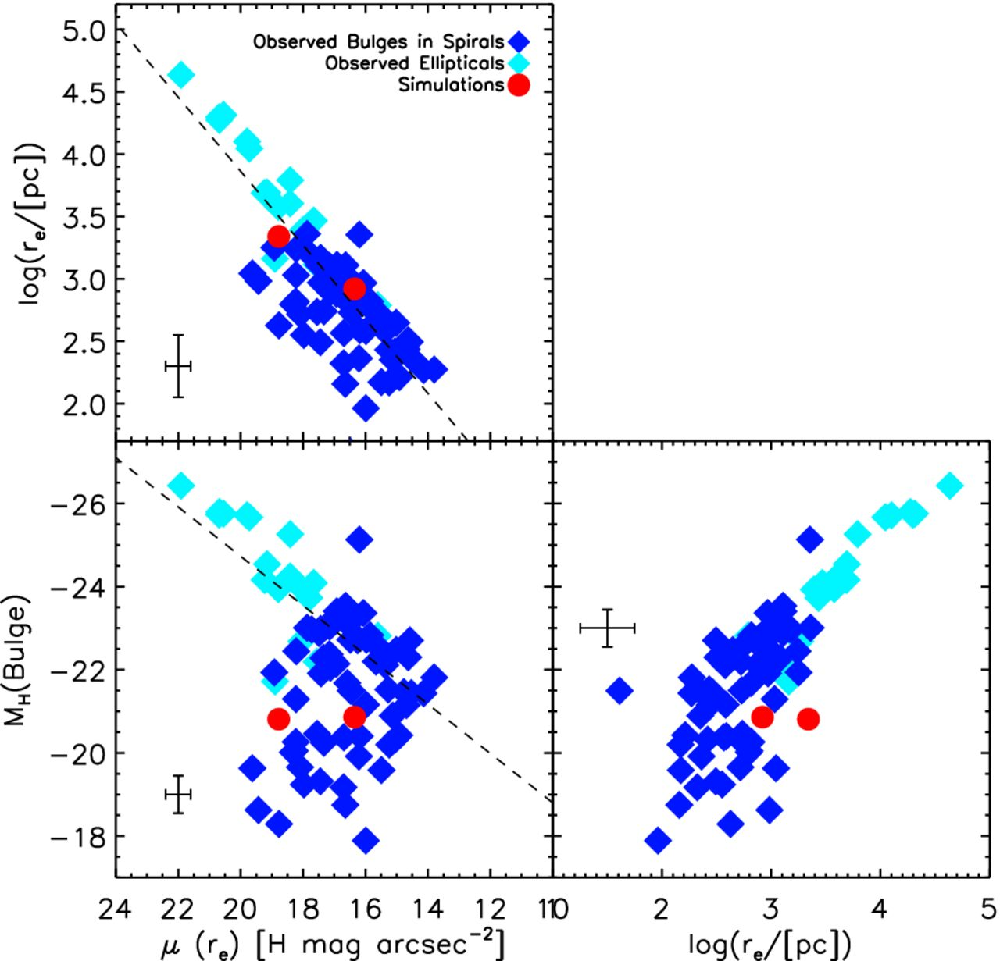 5.0
4.5
4.0
3.5
3.0
2.5
2.0
log(re/[pc])
Observed Bulges in Spirals
Observed Ellipticals
Simulations
−26
−24
−22
−20
−18
MH(Bulge)
24 22 20 18 16 14 12 10
μ (re) [H mag arcsec−2]
1 2 3 4 5
log(re/[pc])